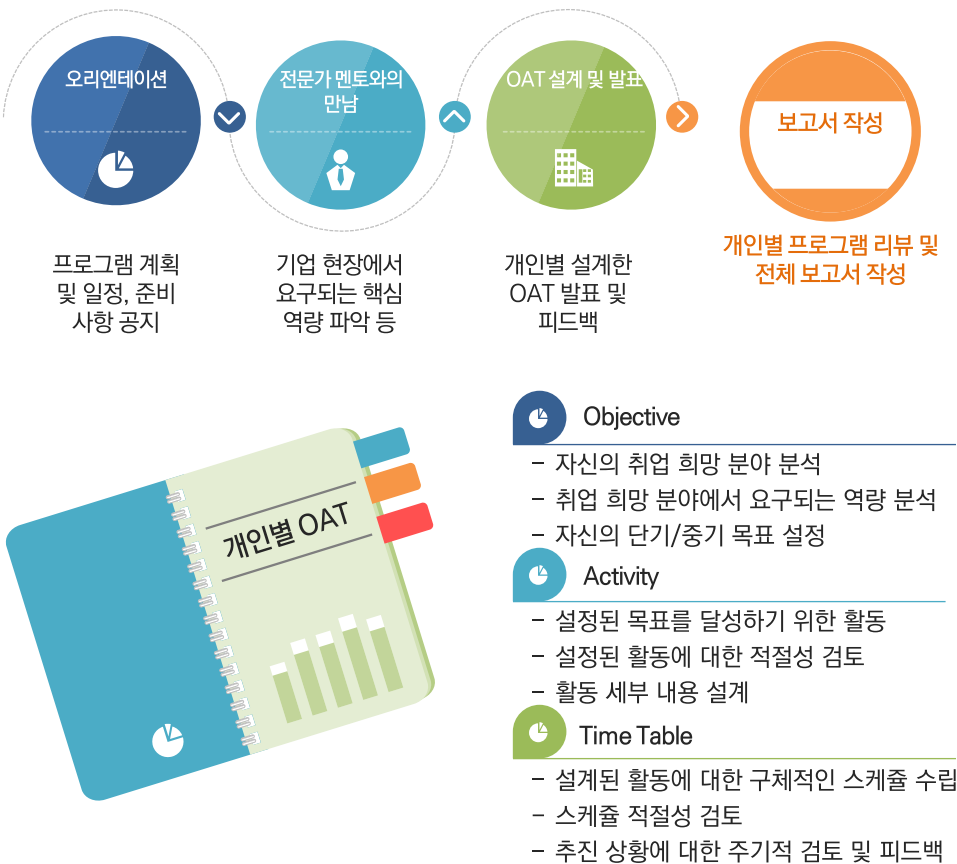 오리엔테이션
전문가 멘토와의
만남
OAT 설계 및 발표
보고서 작성
프로그램 계획
및 일정, 준비
사항 공지
기업 현장에서
요구되는 핵심
역량 파악 등
개인별 설계한
OAT 발표 및
피드백
개인별 프로그램 리뷰 및
전체 보고서 작성
개인별 OAT
Objective
- 자신의 취업 희망 분야 분석
- 취업 희망 분야에서 요구되는 역량 분석
- 자신의 단기/중기 목표 설정
Activity
- 설정된 목표를 달성하기 위한 활동
- 설정된 활동에 대한 적절성 검토
- 활동 세부 내용 설계
Time Table
- 설계된 활동에 대한 구체적인 스케쥴 수립
- 스케쥴 적절성 검토
- 추진 상황에 대한 주기적 검토 및 피드백